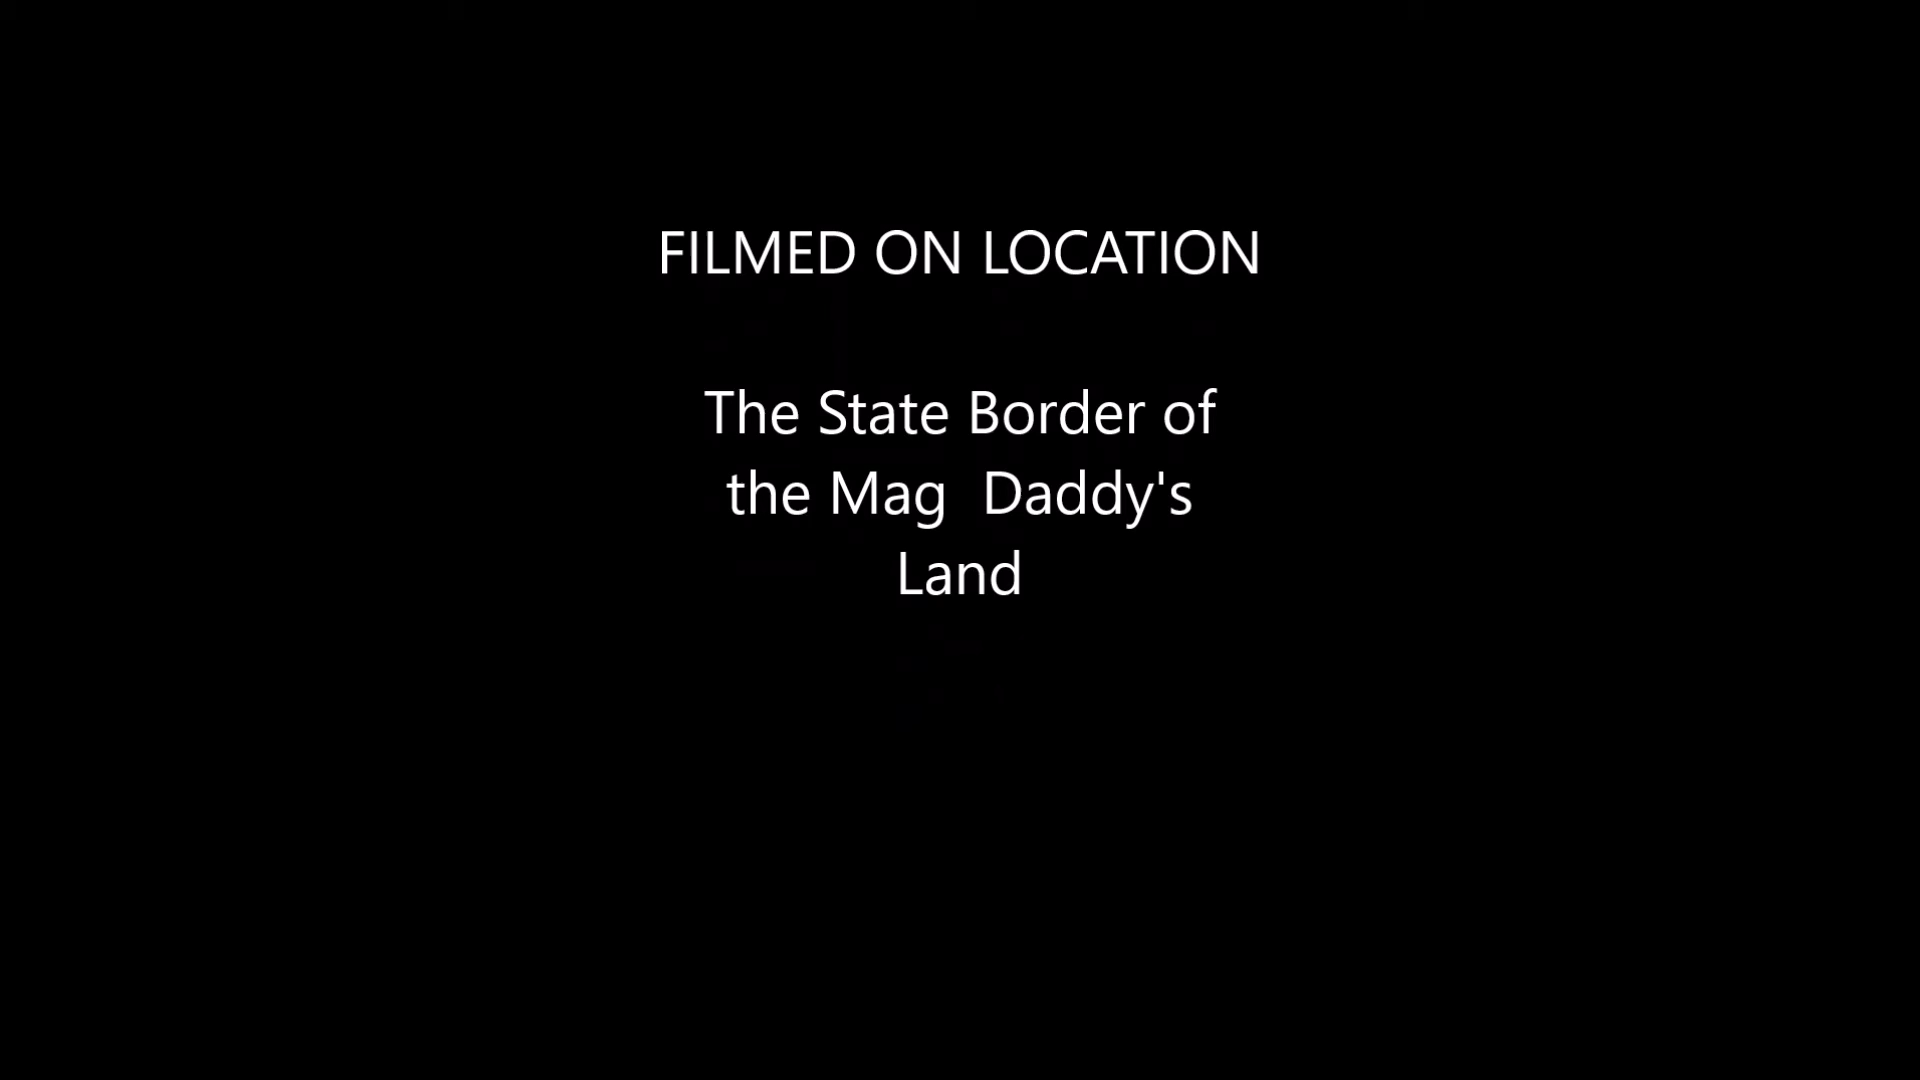 FILMED ON LOCATION
The State Border of
the Mag  Daddy's
Land